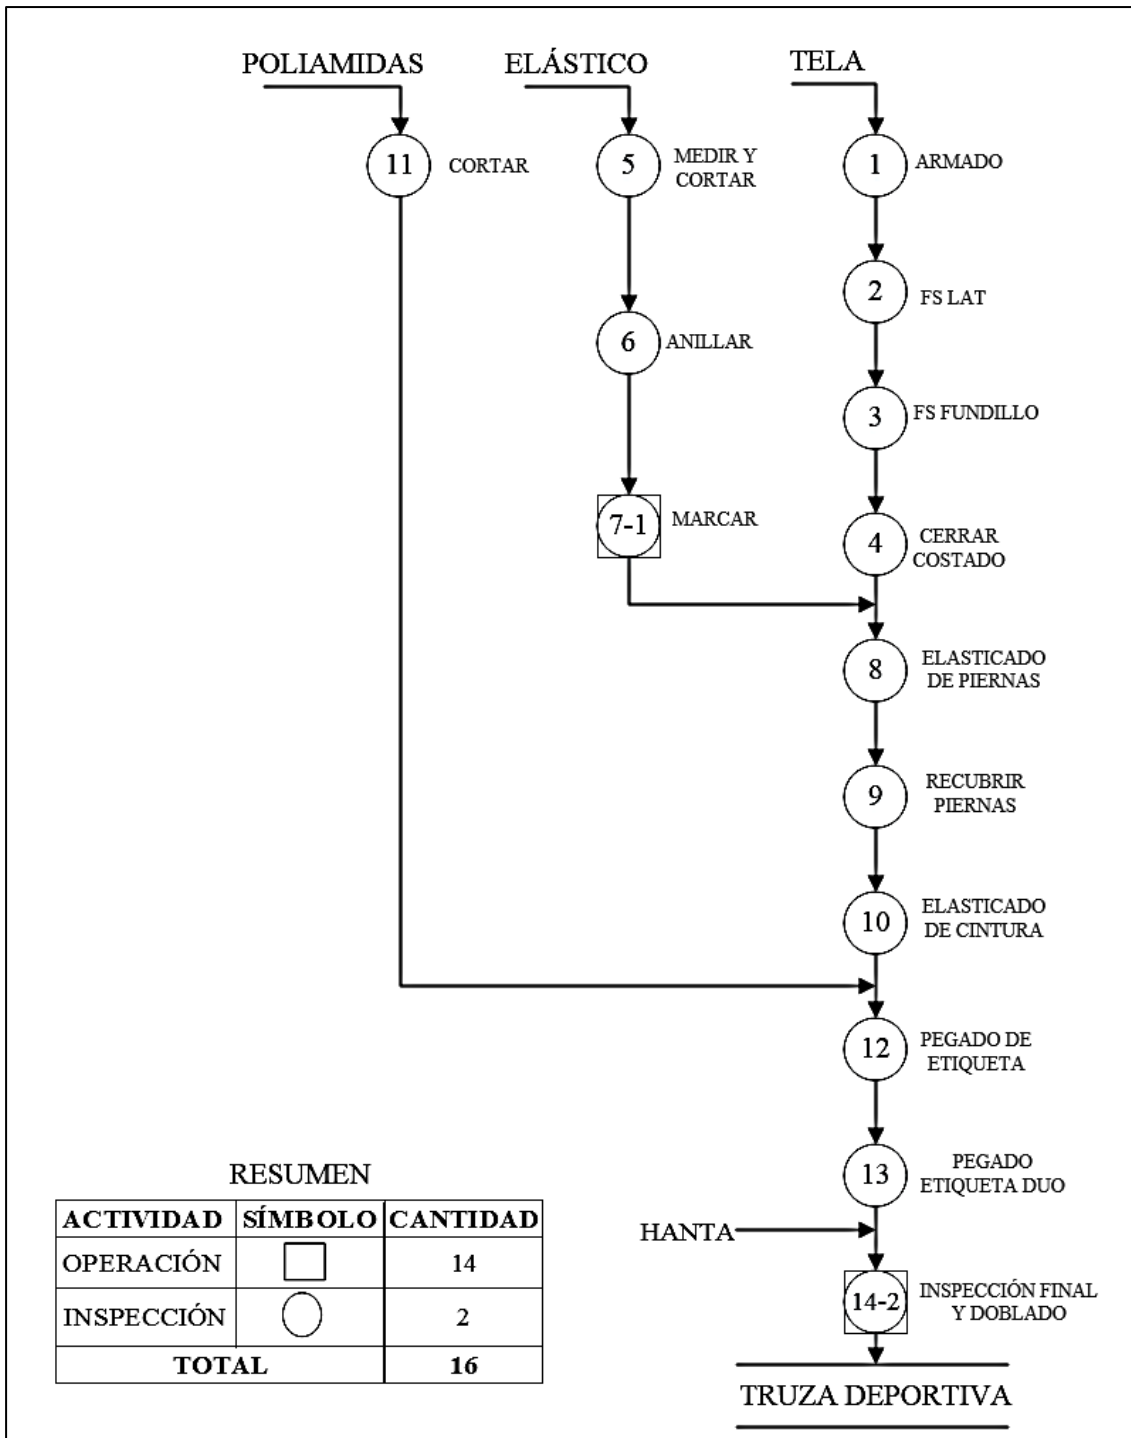 POLIAMIDAS
ELÁSTICO
TELA
11
CORTAR
5
MEDIR Y
CORTAR
1
ARMADO
2
FS LAT
6
ANILLAR
3
FS FUNDILLO
7-1
MARCAR
4
CERRAR
COSTADO
8
ELASTICADO
DE PIERNAS
9
RECUBRIR
PIERNAS
10
ELASTICADO
DE CINTURA
12
PEGADO DE
ETIQUETA
13
PEGADO
ETIQUETA DUO
HANTA
14-2
INSPECCIÓN FINAL
Y DOBLADO
TRUZA DEPORTIVA
RESUMEN
ACTIVIDAD SÍMBOLO CANTIDAD
OPERACIÓN 14
INSPECCIÓN 2
TOTAL 16